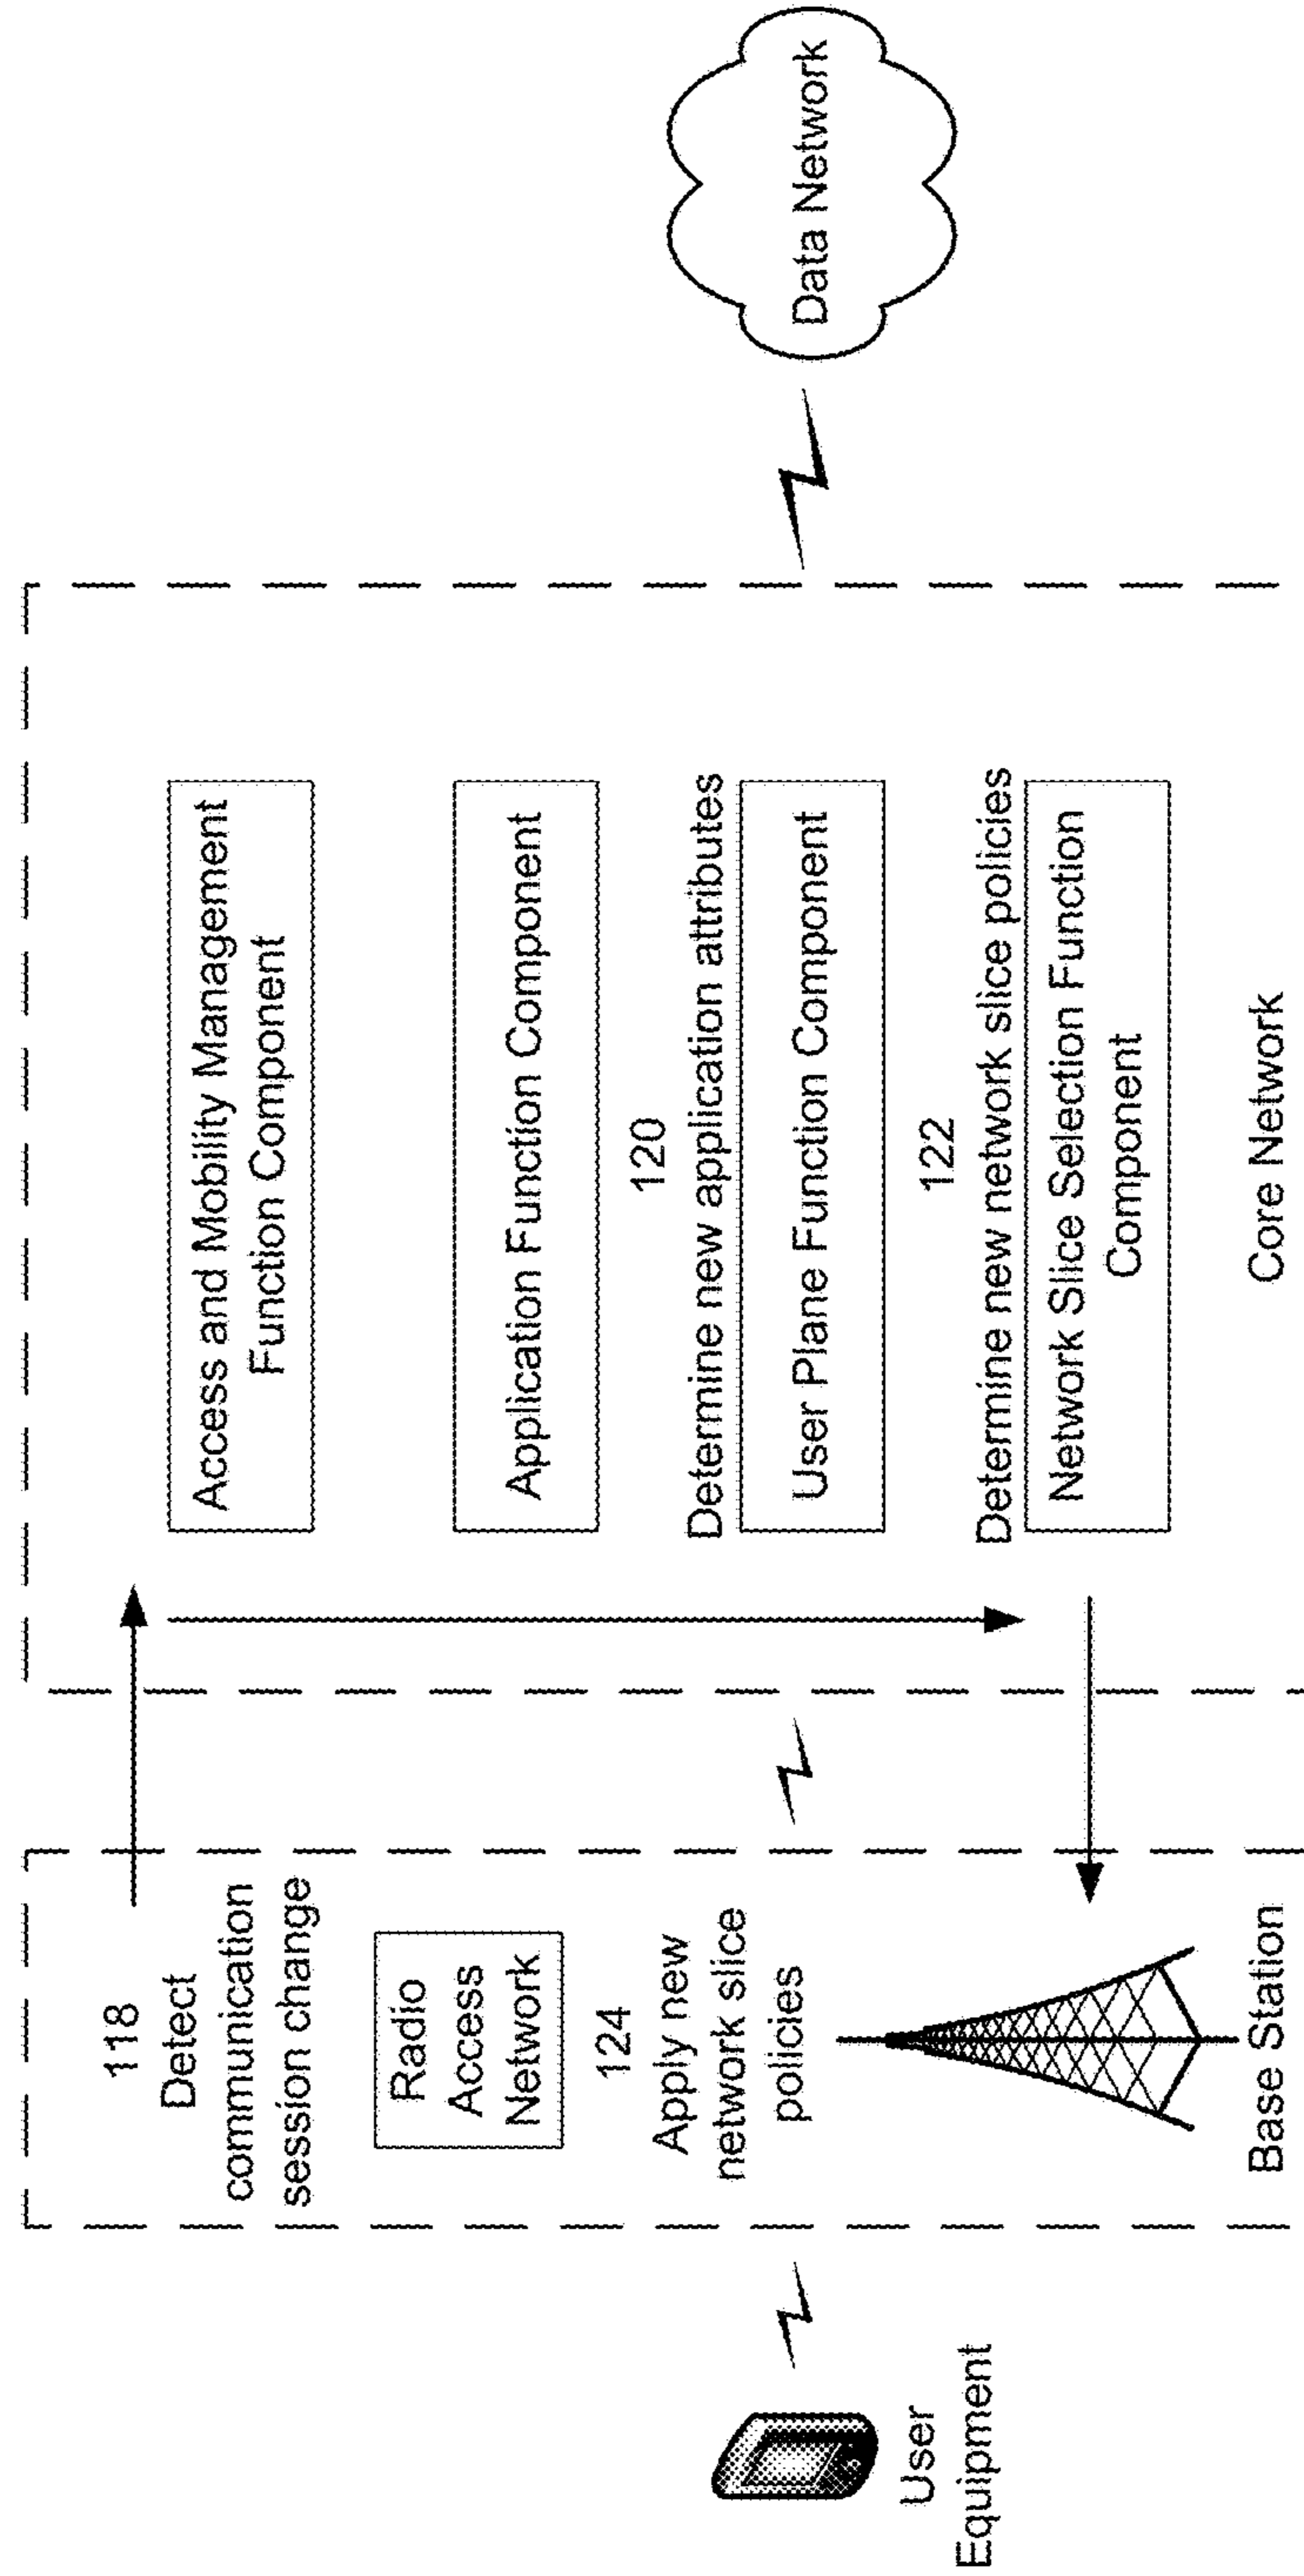 User
Equipment
118
Detect
communication
session change
Radio
Access
Network
124
Apply new
network slice
policies
Base Station
Access and Mobility Management
Function Component
Application Function Component
120
Determine new application attributes
User Plane Function Component
122
Determine new network slice policies
Network Slice Selection Function
Component
Core Network
Data Network